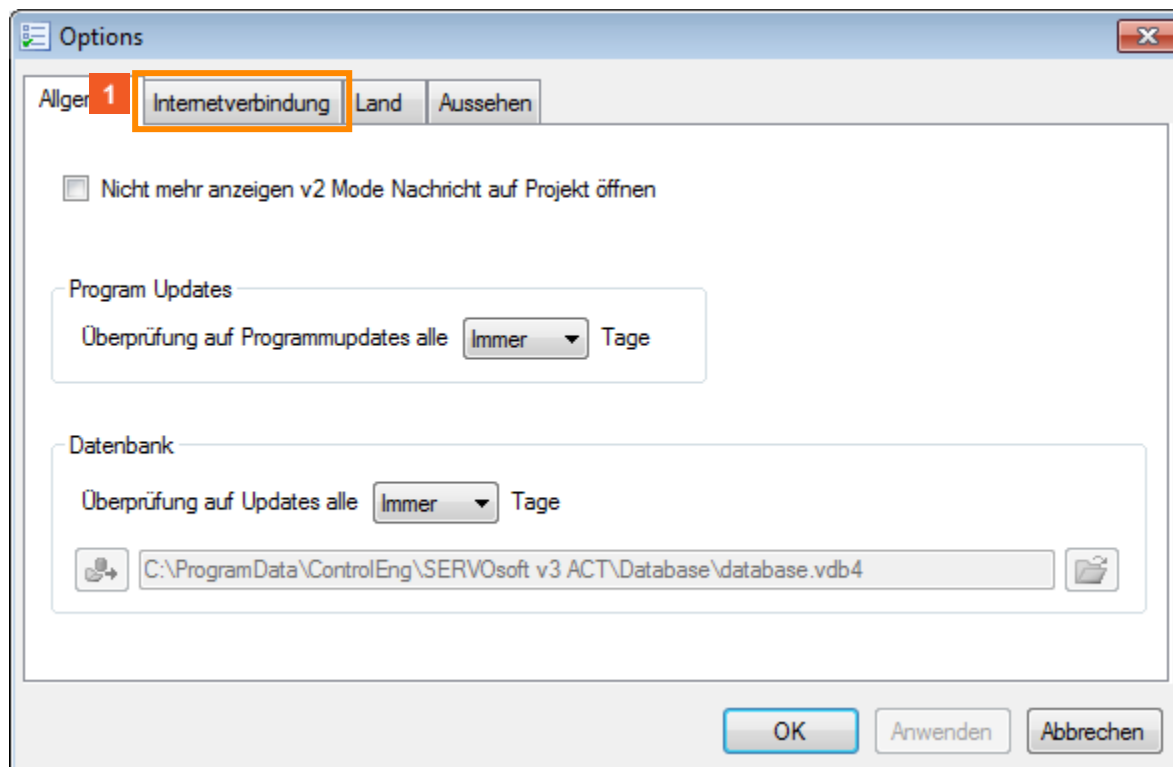 Options
Allger 1 Internetverbindung Land Aussehen
Nicht mehr anzeigen v2 Mode Nachricht auf Projekt öffnen
Program Updates
Überprüfung auf Programmupdates alle Immer Tage
Datenbank
Überprüfung auf Updates alle Immer Tage
C:\ProgramData\ControlEng\SERVOsoft v3 ACT\Database\database.vdb4
OK Anwenden Abbrechen